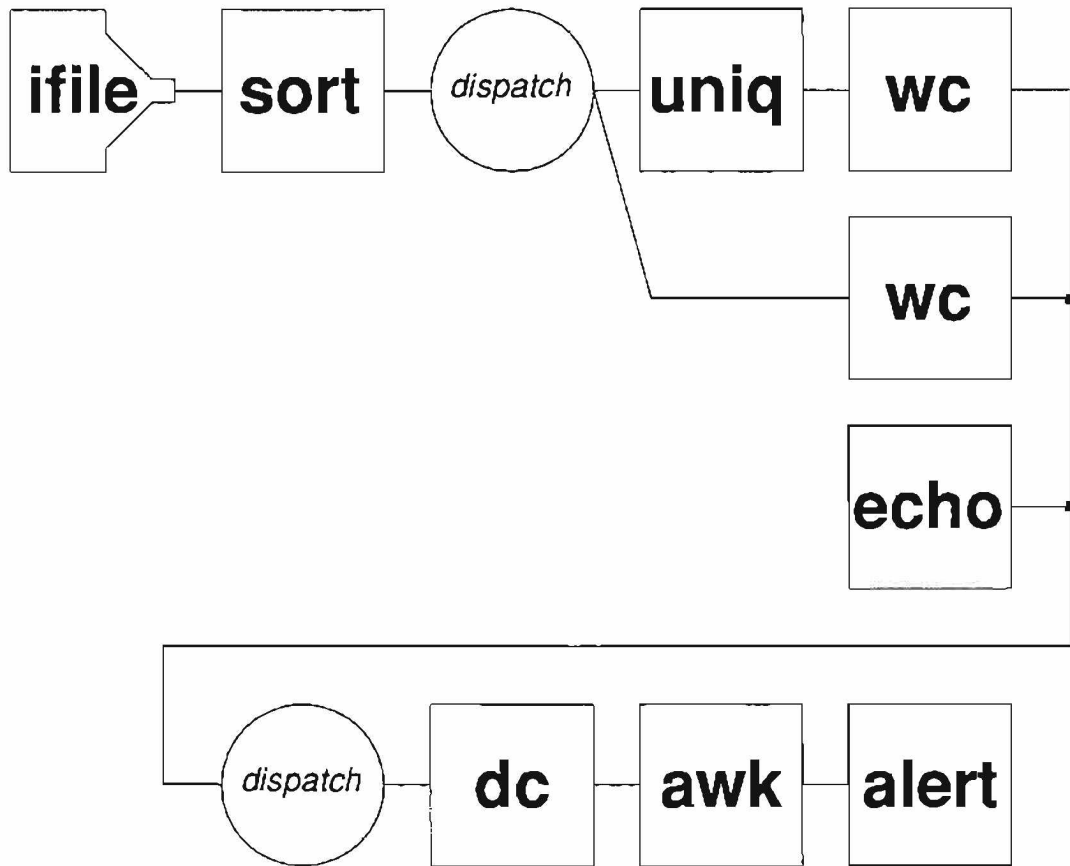 ifile sort dispatch uniq wc
wc
echo
dispatch dc awk alert